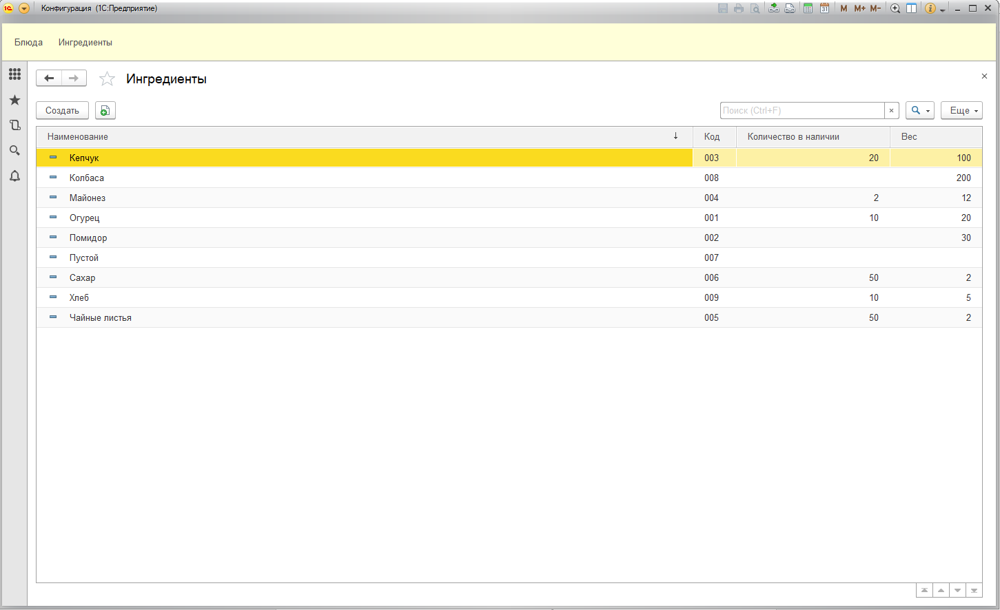 1С Конфигурация (1С:Предприятие) 31 M M+ M- i
Блюда Ингредиенты
Ингредиенты
Создать Поиск (Ctrl+F) × Еще
Наименование ↓ Код Количество в наличии Вес
Кепчук 003 20 100
Колбаса 008 200
Майонез 004 2 12
Огурец 001 10 20
Помидор 002 30
Пустой 007
Сахар 006 50 2
Хлеб 009 10 5
Чайные листья 005 50 2